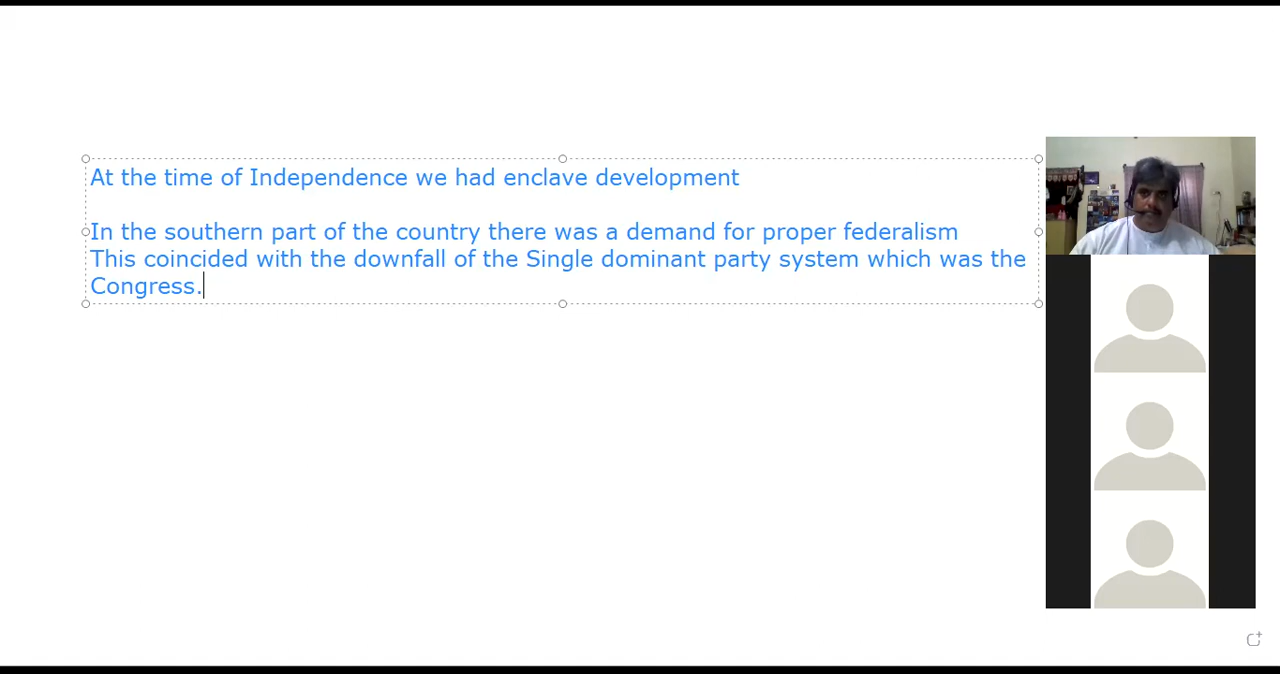 At the time of Independence we had enclave development
In the southern part of the country there was a demand for proper federalism
This coincided with the downfall of the Single dominant party system which was the
Congress.